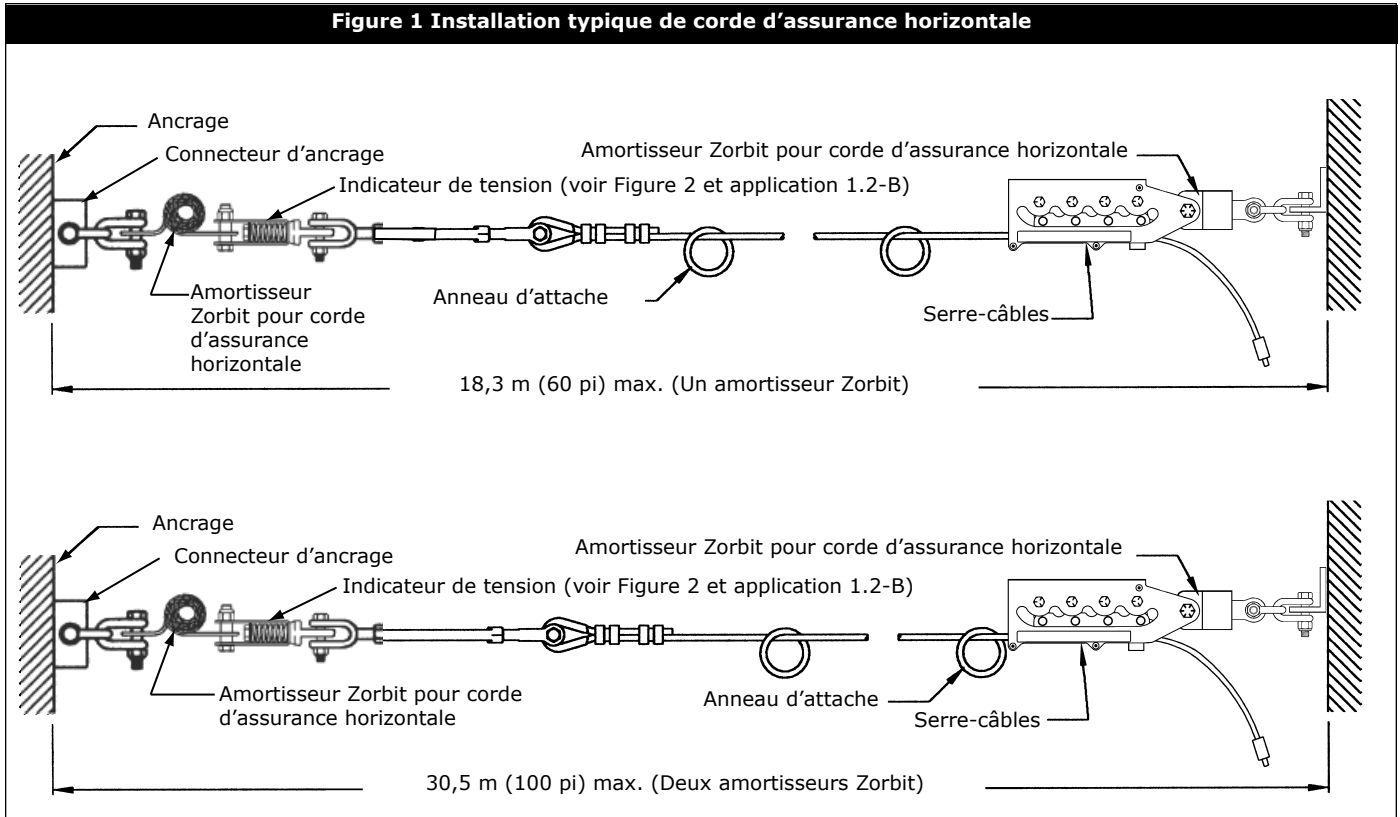 Figure 1 Installation typique de corde d’assurance horizontale
Ancrage
Connecteur d’ancrage
Amortisseur Zorbit pour corde d’assurance horizontale
Indicateur de tension (voir Figure 2 et application 1.2-B)
Amortisseur
Zorbit pour corde
d’assurance
horizontale
Anneau d’attache
Serre-câbles
18,3 m (60 pi) max. (Un amortisseur Zorbit)
Ancrage
Connecteur d’ancrage
Amortisseur Zorbit pour corde d’assurance horizontale
Indicateur de tension (voir Figure 2 et application 1.2-B)
Amortisseur Zorbit pour corde
d’assurance horizontale
Anneau d’attache
Serre-câbles
30,5 m (100 pi) max. (Deux amortisseurs Zorbit)